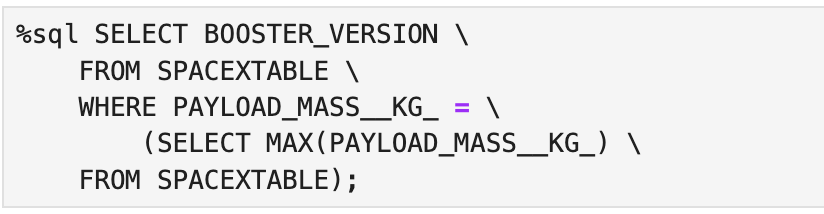 %sql SELECT BOOSTER_VERSION \
FROM SPACEXTABLE \
WHERE PAYLOAD_MASS__KG_ = \
(SELECT MAX(PAYLOAD_MASS__KG_) \
FROM SPACEXTABLE);